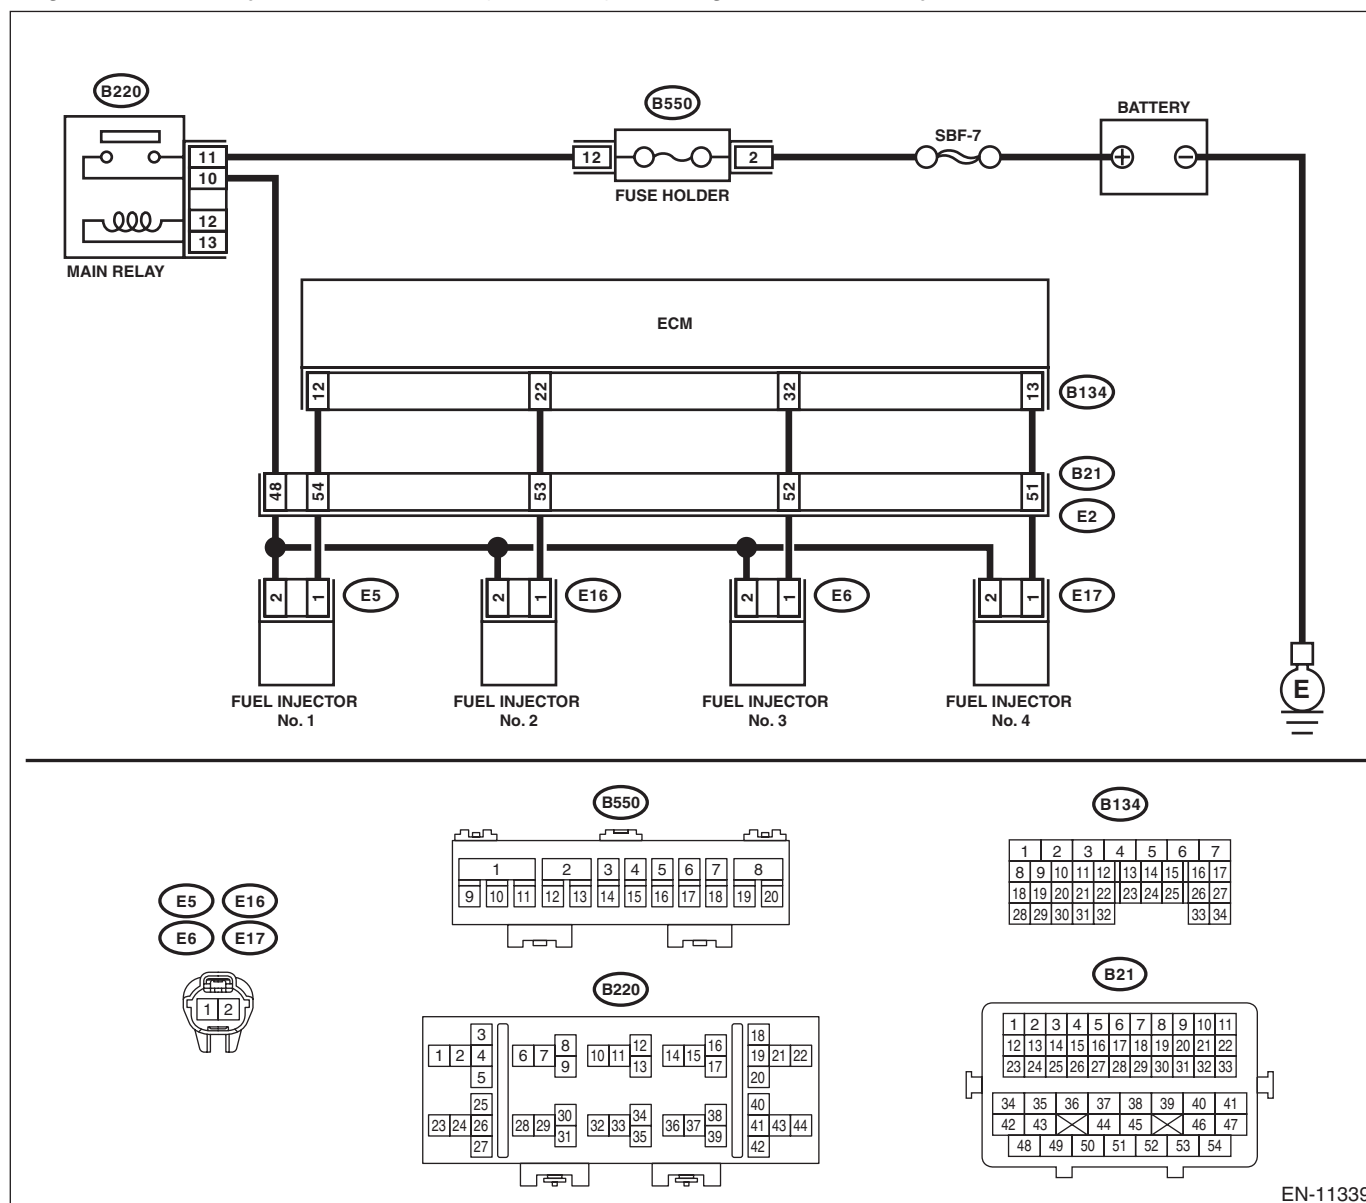 B220
B550
BATTERY
SBF-7
11
12
2
10
FUSE HOLDER
12
13
MAIN RELAY
ECM
12 22 32 13
B134
48 54 53 52 51
B21
E2
2 1 E5 2 1 E16 2 1 E6 2 1 E17
FUEL INJECTOR No. 1
FUEL INJECTOR No. 2
FUEL INJECTOR No. 3
FUEL INJECTOR No. 4
E
B550
1 2 3 4 5 6 7 8
9 10 11 12 13 14 15 16 17 18 19 20
B134
1 2 3 4 5 6 7
8 9 10 11 12 13 14 15 16 17
18 19 20 21 22 23 24 25 26 27
28 29 30 31 32 33 34
E5 E16
E6 E17
1 2
B220
3 8 12 16 18
1 2 4 6 7 9 10 11 13 14 15 17 19 21 22
5 20
25 30 34 38 40
23 24 26 28 29 31 32 33 35 36 37 39 41 43 44
27 42
B21
1 2 3 4 5 6 7 8 9 10 11
12 13 14 15 16 17 18 19 20 21 22
23 24 25 26 27 28 29 30 31 32 33
34 35 36 37 38 39 40 41
42 43 44 45 46 47
48 49 50 51 52 53 54
EN-11339